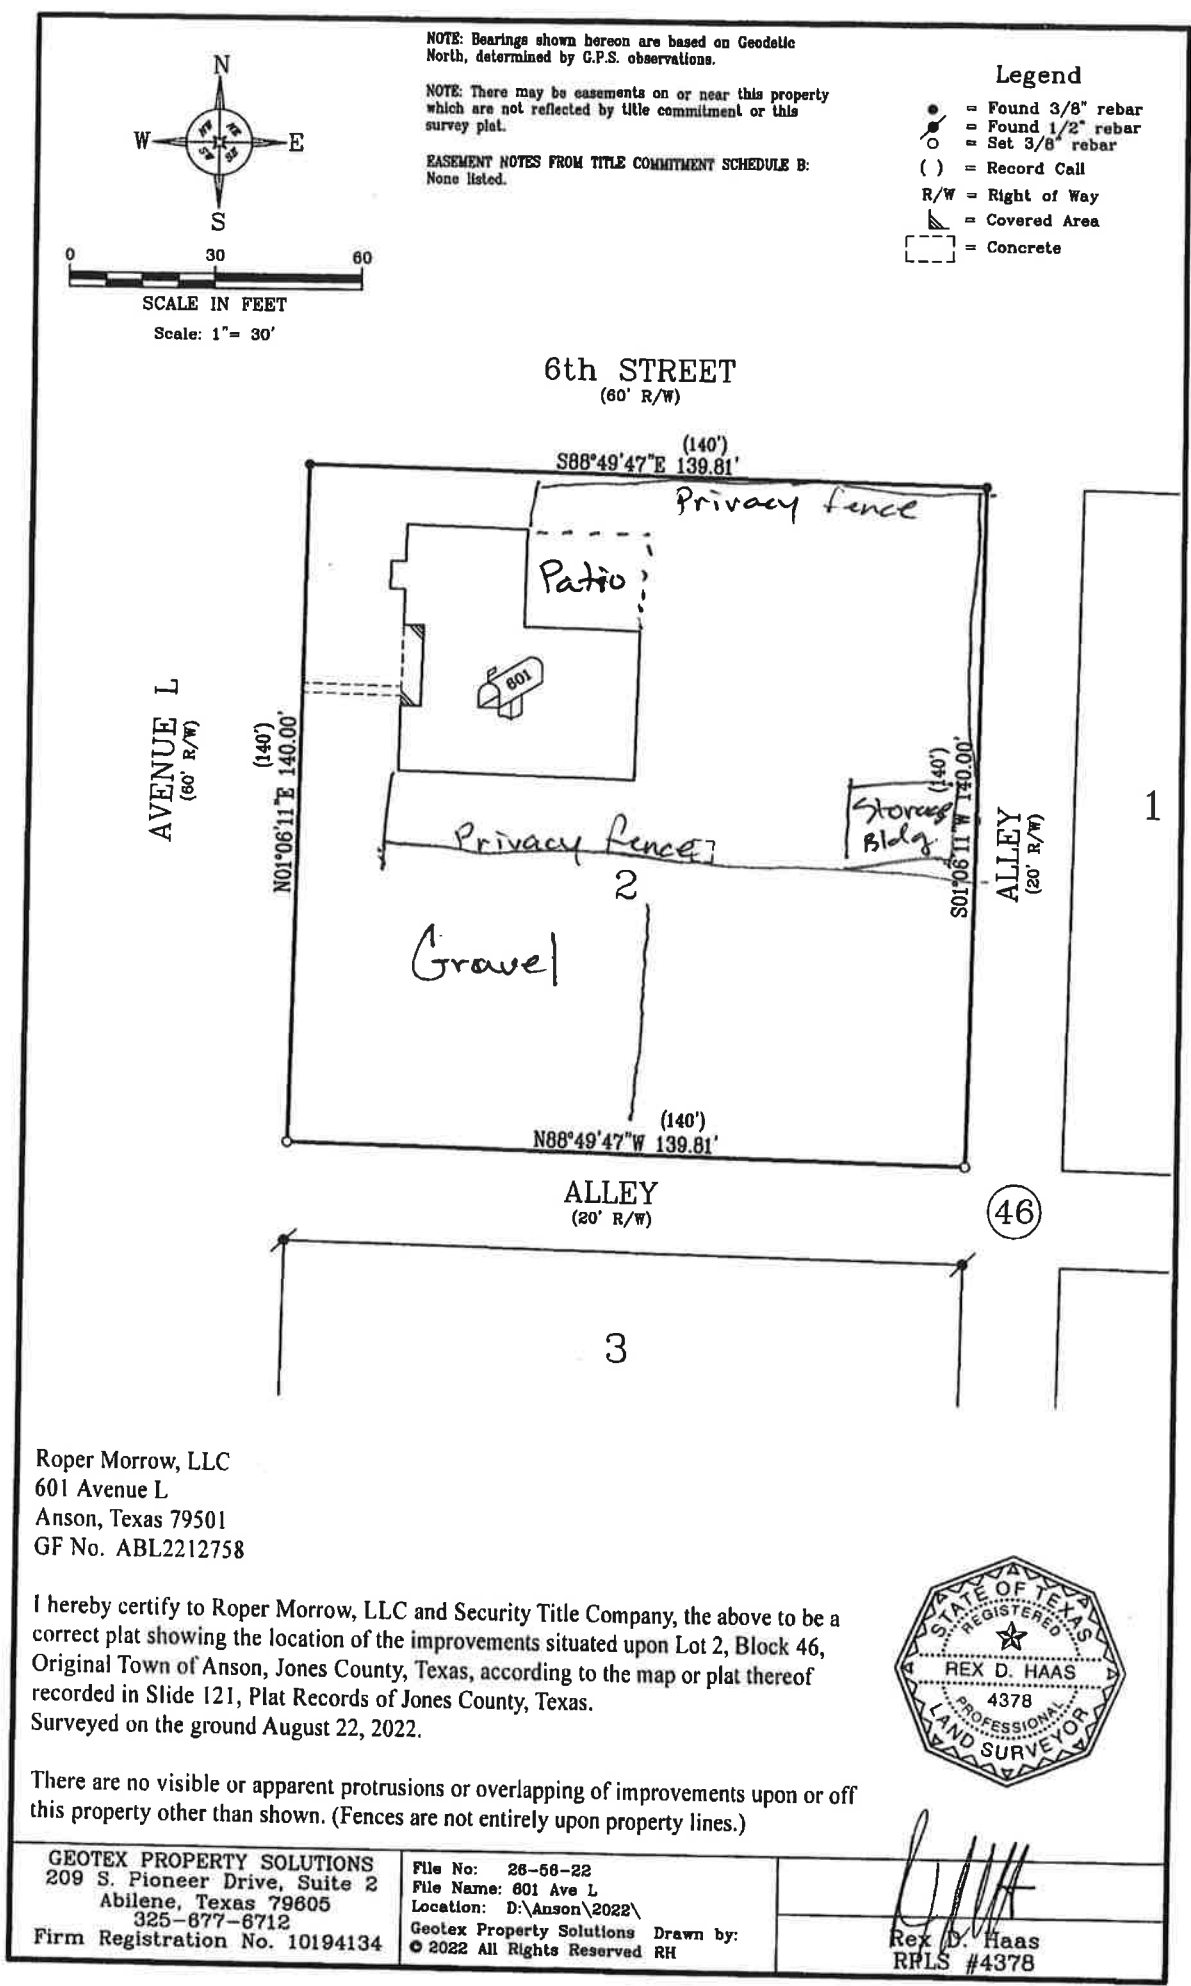 NOTE: Bearings shown hereon are based on Geodetic
North, determined by G.P.S. observations.
NOTE: There may be easements on or near this property
which are not reflected by title commitment or this
survey plat.
EASEMENT NOTES FROM TITLE COMMITMENT SCHEDULE B:
None listed.
N
W E
S
NW NE
SW SE
0 30 60
SCALE IN FEET
Scale: 1"= 30'
Legend
= Found 3/8" rebar
= Found 1/2" rebar
= Set 3/8" rebar
( ) = Record Call
R/W = Right of Way
= Covered Area
= Concrete
6th STREET
(60' R/W)
(140')
S88°49'47"E 139.81'
Privacy fence
Patio
601
AVENUE L
(60' R/W)
(140')
N01°06'11"E 140.00'
Storage
Bldg.
(140')
S01°06'11"W 140.00'
ALLEY
(20' R/W)
1
Privacy fence
2
Gravel
(140')
N88°49'47"W 139.81'
ALLEY
(20' R/W)
46
3
Roper Morrow, LLC
601 Avenue L
Anson, Texas 79501
GF No. ABL2212758
I hereby certify to Roper Morrow, LLC and Security Title Company, the above to be a
correct plat showing the location of the improvements situated upon Lot 2, Block 46,
Original Town of Anson, Jones County, Texas, according to the map or plat thereof
recorded in Slide 121, Plat Records of Jones County, Texas.
Surveyed on the ground August 22, 2022.
There are no visible or apparent protrusions or overlapping of improvements upon or off
this property other than shown. (Fences are not entirely upon property lines.)
STATE OF TEXAS
REGISTERED
REX D. HAAS
4378
PROFESSIONAL
LAND SURVEYOR
GEOTEX PROPERTY SOLUTIONS
209 S. Pioneer Drive, Suite 2
Abilene, Texas 79605
325-677-6712
Firm Registration No. 10194134
File No: 26-56-22
File Name: 601 Ave L
Location: D:\Anson\2022\
Geotex Property Solutions Drawn by:
© 2022 All Rights Reserved RH
Rex D. Haas
RPLS #4378